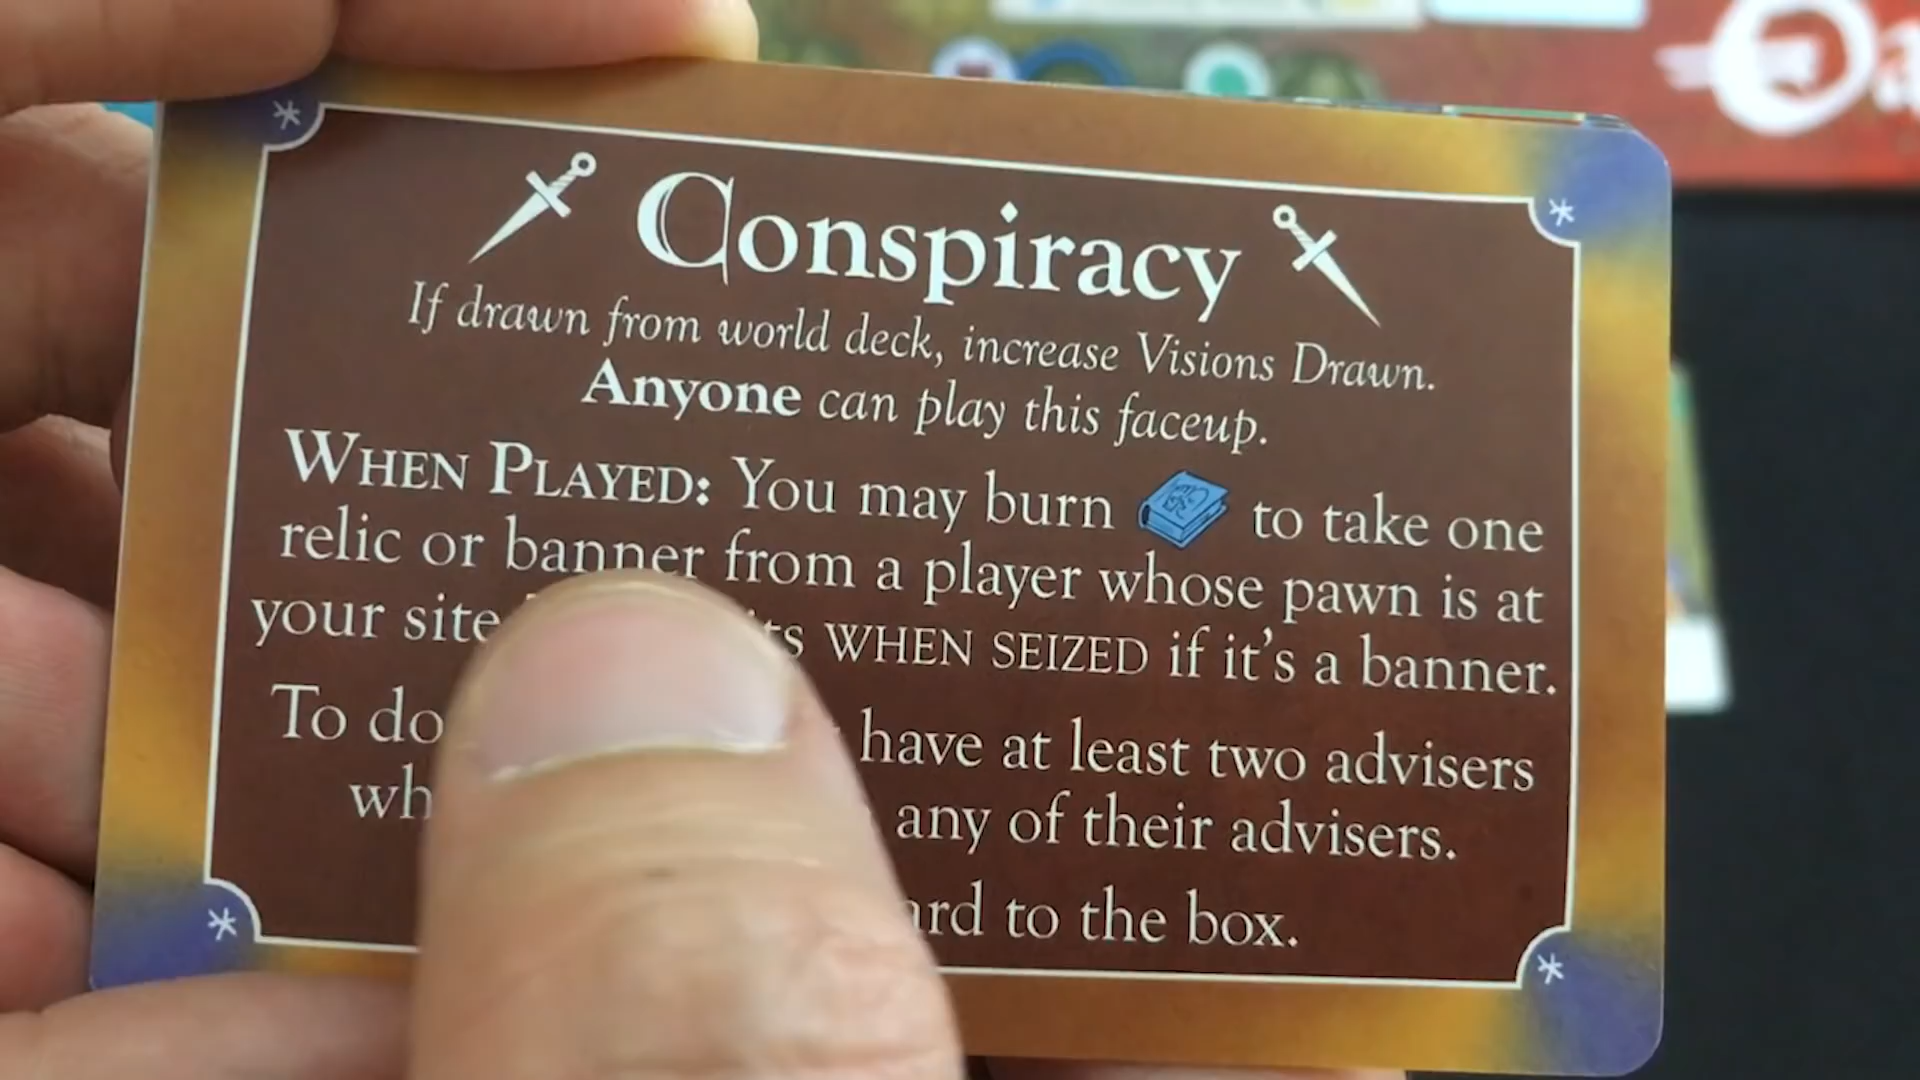 Oa
Conspiracy
If drawn from world deck, increase Visions Drawn.
Anyone can play this faceup.
WHEN PLAYED: You may burn to take one
relic or banner from a player whose pawn is at
your site WHEN SEIZED if it's a banner.
To do have at least two advisers
any of their advisers.
to the box.